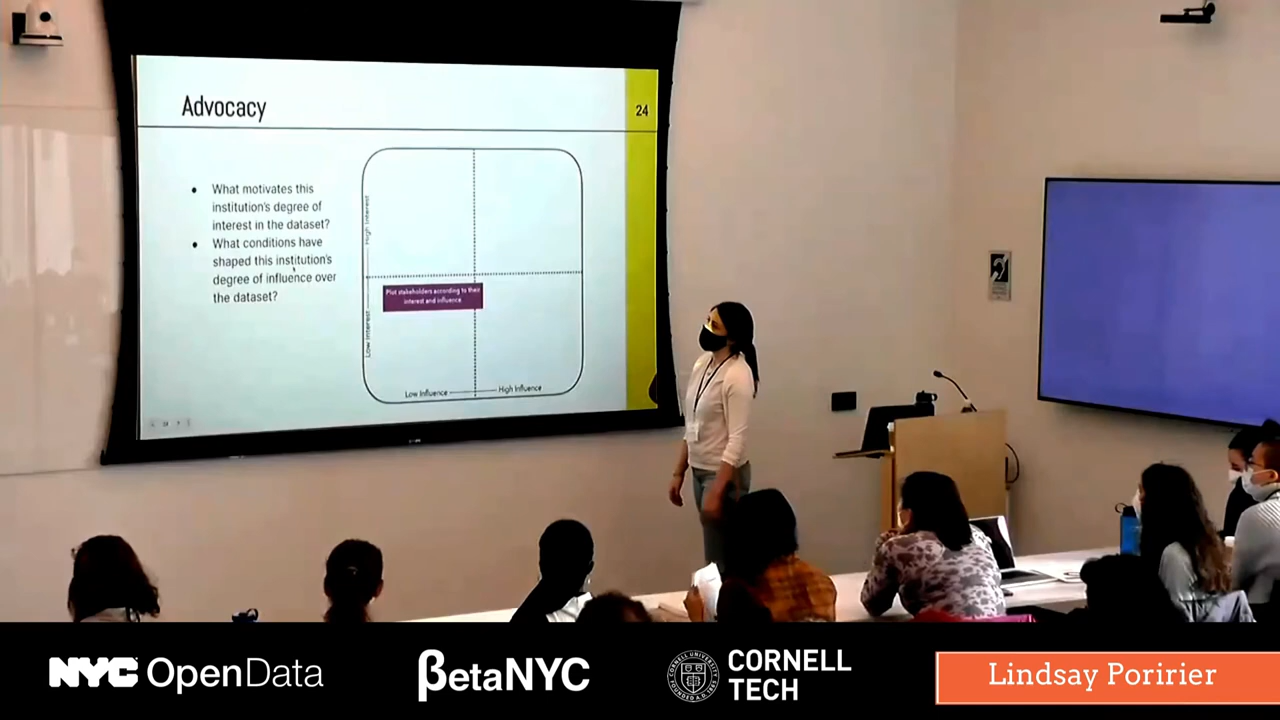 Advocacy
24
What motivates this
institution's degree of
interest in the dataset?
What conditions have
shaped this institution's
degree of influence over
the dataset?
High Interest
Low Interest
Plot stakeholders according to their
interest and influence
Low Influence
High Influence
NYC OpenData
βetaNYC
CORNELL
TECH
Lindsay Poririer